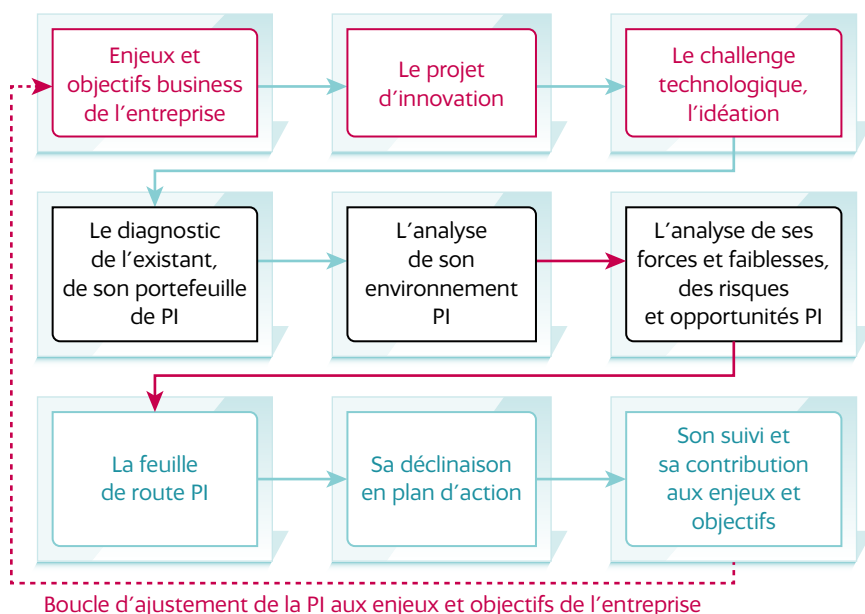 Enjeux et
objectifs business
de l'entreprise
Le projet
d'innovation
Le challenge
technologique,
l'idéation
Le diagnostic
de l'existant,
de son portefeuille
de PI
L'analyse
de son
environnement
PI
L'analyse de ses
forces et faiblesses,
des risques
et opportunités PI
La feuille
de route PI
Sa déclinaison
en plan d'action
Son suivi et
sa contribution
aux enjeux et
objectifs
Boucle d'ajustement de la PI aux enjeux et objectifs de l'entreprise